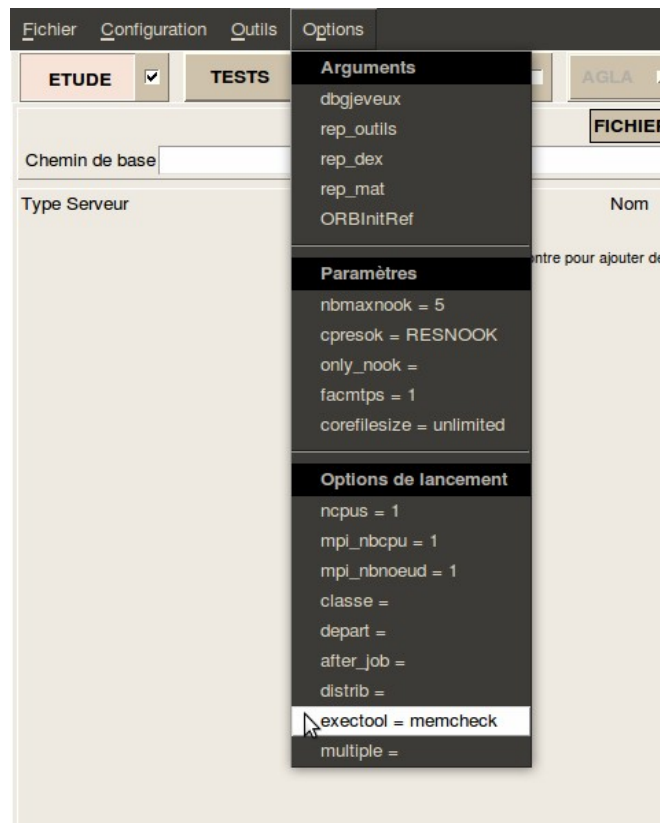 Fichier Configuration Outils Options
ETUDE TESTS AGLA
FICHIER
Chemin de base
Type Serveur Nom
ntre pour ajouter de
Arguments
dbgjeveux
rep_outils
rep_dex
rep_mat
ORBInitRef
Paramètres
nbmaxnook = 5
cpresok = RESNOOK
only_nook =
facmtps = 1
corefilesize = unlimited
Options de lancement
ncpus = 1
mpi_nbcpu = 1
mpi_nbnoeud = 1
classe =
depart =
after_job =
distrib =
exectool = memcheck
multiple =